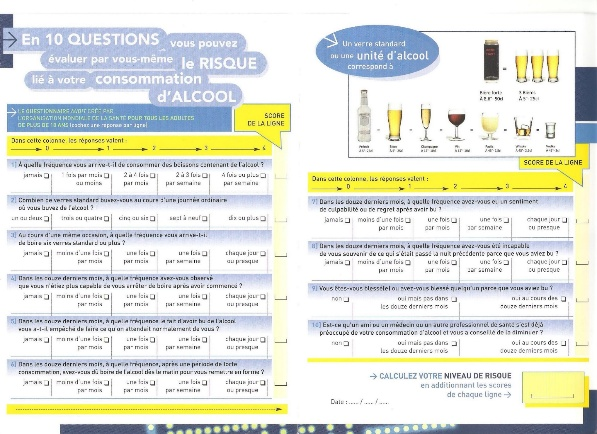 En 10 QUESTIONS vous pouvez
évaluer par vous-même le RISQUE
lié à votre consommation
d'ALCOOL
LE QUESTIONNAIRE AUDIT CRÉÉ PAR
L'ORGANISATION MONDIALE DE LA SANTÉ POUR TOUS LES ADULTES
DE PLUS DE 18 ANS (cochez une réponse par ligne)
SCORE
DE LA LIGNE
Dans cette colonne, les réponses valent :
0 1 2 3 4
1] À quelle fréquence vous arrive-t-il de consommer des boissons contenant de l'alcool ?
jamais 1 fois par mois 2 à 4 fois 2 à 3 fois 4 fois ou plus
ou moins par mois par semaine par semaine
2] Combien de verres standard buvez-vous au cours d'une journée ordinaire
où vous buvez de l'alcool ?
un ou deux trois ou quatre cinq ou six sept à neuf dix ou plus
3] Au cours d'une même occasion, à quelle fréquence vous arrive-t-il
de boire six verres standard ou plus ?
jamais moins d'une fois une fois une fois chaque jour
par mois par mois par semaine ou presque
4] Dans les douze derniers mois, à quelle fréquence avez-vous observé
que vous n'étiez plus capable de vous arrêter de boire après avoir commencé ?
jamais moins d'une fois une fois une fois chaque jour
par mois par mois par semaine ou presque
5] Dans les douze derniers mois, à quelle fréquence le fait d'avoir bu de l'alcool
vous a-t-il empêché de faire ce qu'on attendait normalement de vous ?
jamais moins d'une fois une fois une fois chaque jour
par mois par mois par semaine ou presque
6] Dans les douze derniers mois, à quelle fréquence, après une période de forte
consommation, avez-vous dû boire de l'alcool dès le matin pour vous remettre en forme ?
jamais moins d'une fois une fois une fois chaque jour
par mois par mois par semaine ou presque
Un verre standard
ou une unité d'alcool
correspond à
Bière forte 3 Bières
50cl À 5° 25cl
Bière Champagne Vin Whisky Vodka
SCORE DE LA LIGNE
Dans cette colonne, les réponses valent :
0 1 2 3 4
7] Dans les douze derniers mois, à quelle fréquence avez-vous eu un sentiment
de culpabilité ou de regret après avoir bu ?
jamais moins d'une fois une fois une fois chaque jour
par mois par mois par semaine ou presque
8] Dans les douze derniers mois, à quelle fréquence avez-vous été incapable
de vous souvenir de ce qui s'était passé la nuit précédente parce que vous aviez bu ?
jamais moins d'une fois une fois une fois chaque jour
par mois par mois par semaine ou presque
9] Vous êtes-vous blessé(e) ou avez-vous blessé quelqu'un parce que vous aviez bu ?
non oui mais pas dans oui au cours des
les douze derniers mois douze derniers mois
10] Est-ce qu'un ami ou un médecin ou un autre professionnel de santé s'est déjà
préoccupé de votre consommation d'alcool et vous a conseillé de la diminuer ?
non oui mais pas dans oui au cours des
les douze derniers mois douze derniers mois
CALCULEZ VOTRE NIVEAU DE RISQUE
en additionnant les scores
de chaque ligne
Date : ..... / ..... / .....